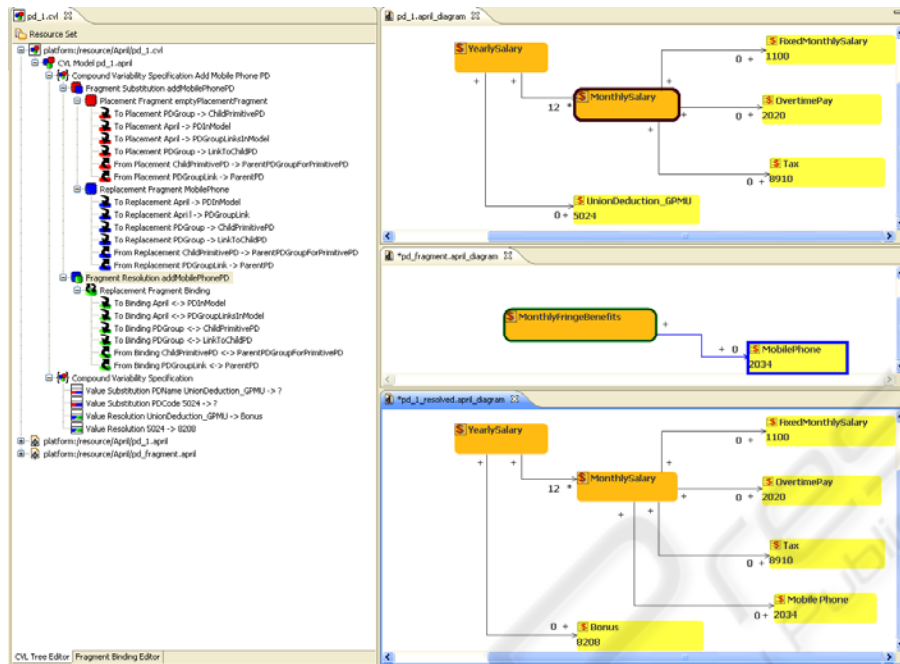 pd_1.cvl
Resource Set
platform:/resource/April/pd_1.cvl
CVL Model pd_1.april
Compound Variability Specification Add Mobile Phone PD
Fragment Substitution addMobilePhonePD
Placement Fragment emptyPlacementFragment
To Placement PDGroup -> ChildPrimitivePD
To Placement April -> PDInModel
To Placement April -> PDGroupLinksInModel
To Placement PDGroup -> LinkToChildPD
From Placement ChildPrimitivePD -> ParentPDGroupForPrimitivePD
From Placement PDGroupLink -> ParentPD
Replacement Fragment MobilePhone
To Replacement April -> PDInModel
To Replacement April -> PDGroupLink
To Replacement PDGroup -> ChildPrimitivePD
To Replacement PDGroup -> LinkToChildPD
From Replacement ChildPrimitivePD -> ParentPDGroupForPrimitivePD
From Replacement PDGroupLink -> ParentPD
Fragment Resolution addMobilePhonePD
Replacement Fragment Binding
To Binding April <-> PDInModel
To Binding April <-> PDGroupLinksInModel
To Binding PDGroup <-> ChildPrimitivePD
To Binding PDGroup <-> LinkToChildPD
From Binding ChildPrimitivePD <-> ParentPDGroupForPrimitivePD
From Binding PDGroupLink <-> ParentPD
Compound Variability Specification
Value Substitution PDName UnionDeduction_GPMU -> ?
Value Substitution PDCode 5024 -> ?
Value Resolution UnionDeduction_GPMU -> Bonus
Value Resolution 5024 -> 8208
platform:/resource/April/pd_1.april
platform:/resource/April/pd_fragment.april
CVL Tree Editor Fragment Binding Editor
pd_1.april_diagram
YearlySalary
FixedMonthlySalary
0 + 1100
+ + +
12 * MonthlySalary
+
OvertimePay
0 + 2020
+
Tax
0 + 8910
UnionDeduction_GPMU
0 + 5024
*pd_fragment.april_diagram
MonthlyFringeBenefits
+
+ 0 MobilePhone
2034
*pd_1_resolved.april_diagram
YearlySalary
FixedMonthlySalary
0 + 1100
+ + +
12 * MonthlySalary
+
OvertimePay
0 + 2020
+ +
Tax
0 + 8910
Mobile Phone
0 + 2034
0 + Bonus
8208